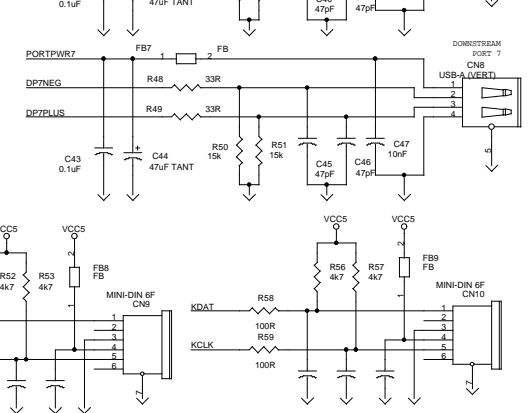 0.1uF
47uF TANT
47pF
47pF
DOWNSTREAM
PORT 7
PORTPWR7
FB7
1
2
FB
CN8
USB-A (VERT)
DP7NEG
R48
33R
1
2
3
4
DP7PLUS
R49
33R
R50
15k
R51
15k
C47
10nF
C43
0.1uF
+
C44
47uF TANT
C45
47pF
C46
47pF
5
VCC5
VCC5
VCC5
CC5
2
2
R52
4k7
R53
4k7
FB8
FB
R56
4k7
R57
4k7
FB9
FB
1
1
MINI-DIN 6F
CN9
MINI-DIN 6F
CN10
KDAT
R58
100R
KCLK
R59
100R
1
2
3
4
5
6
1
2
3
4
5
6
7
7